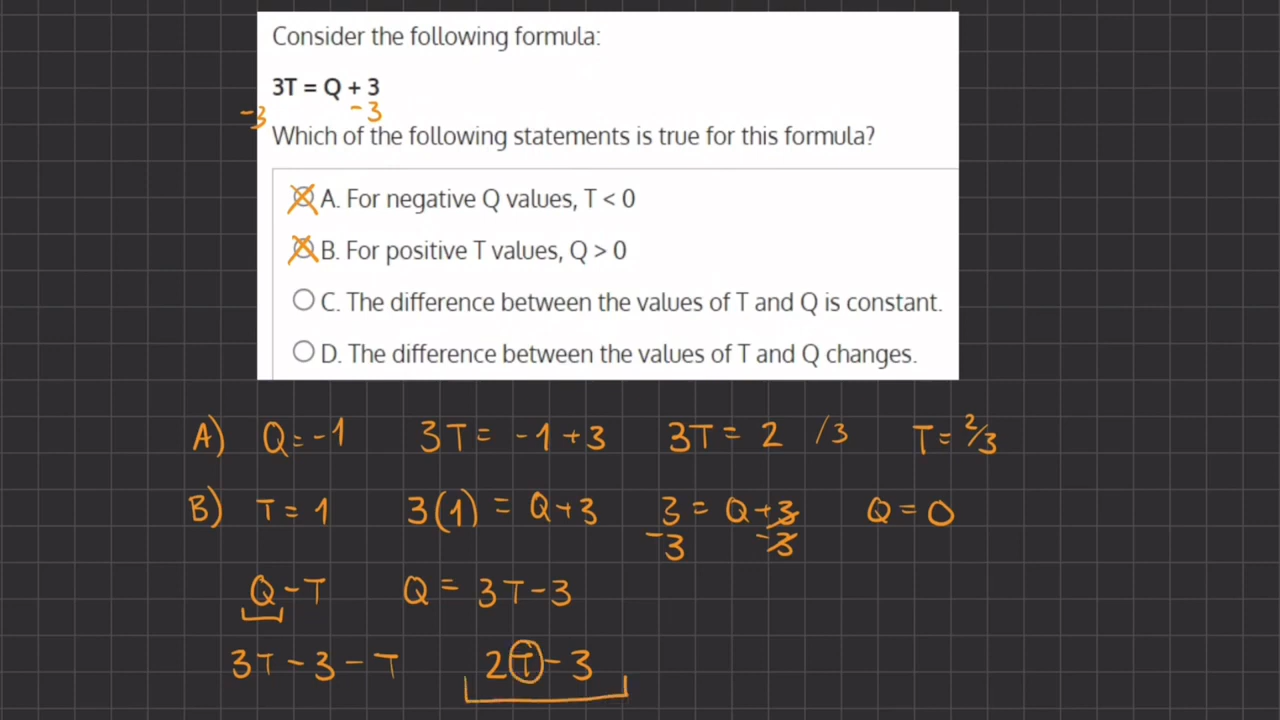 Consider the following formula:
3T = Q + 3
-3 -3
Which of the following statements is true for this formula?
A. For negative Q values, T < 0
B. For positive T values, Q > 0
C. The difference between the values of T and Q is constant.
D. The difference between the values of T and Q changes.
A) Q=-1 3T= -1+3 3T= 2 /3 T=2/3
B) T=1 3(1) = Q+3 3 = Q+3 Q=0
-3 -3
Q-T Q= 3T-3
3T-3-T 2T-3